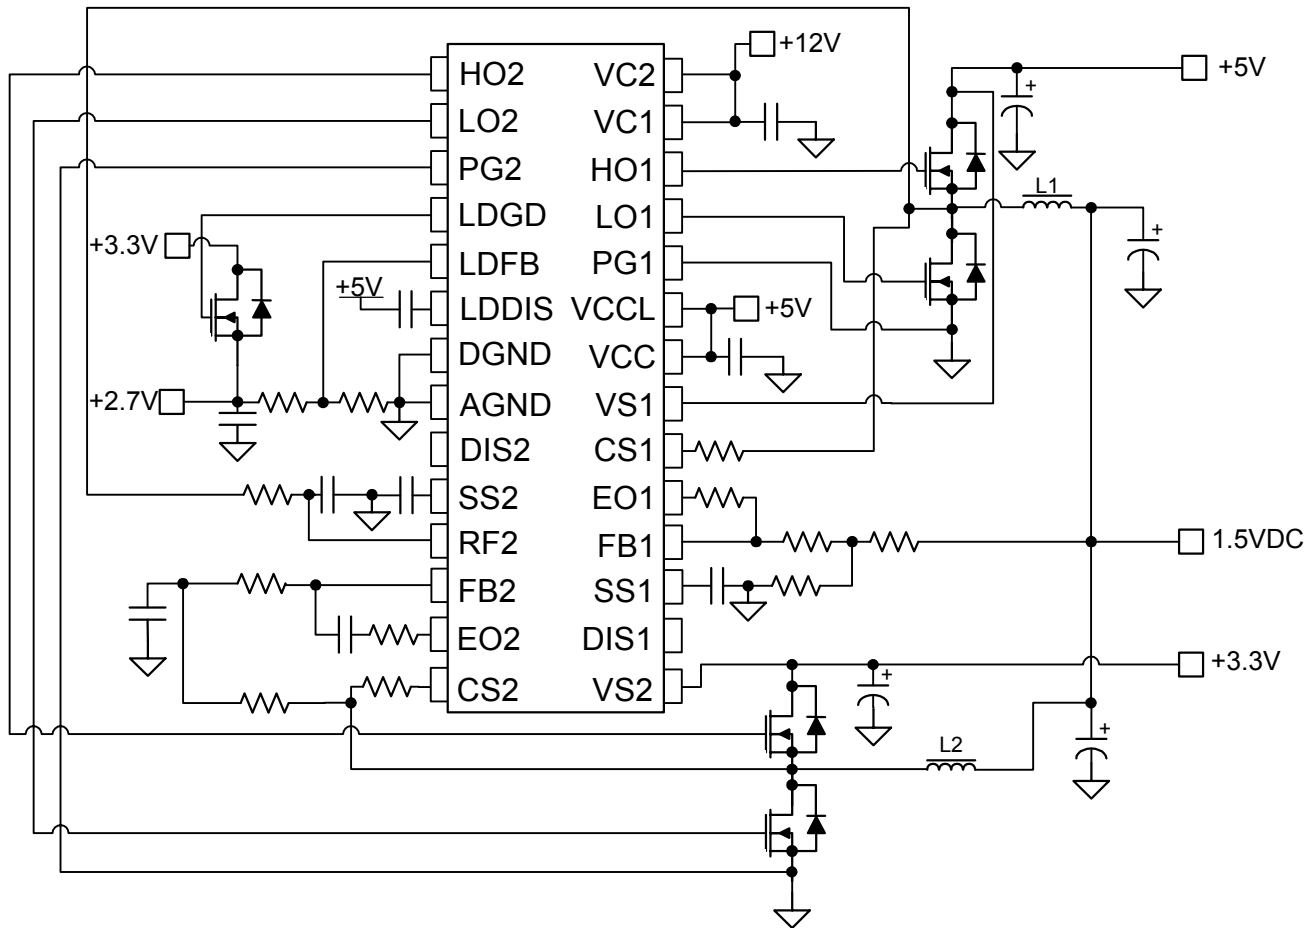 +12V
HO2 VC2
+5V
LO2 VC1
PG2 HO1
L1
LDGD LO1
+3.3V
LDFB PG1
+5V
LDDIS VCCL +5V
DGND VCC
+2.7V
AGND VS1
DIS2 CS1
SS2 EO1
RF2 FB1 1.5VDC
FB2 SS1
EO2 DIS1
+3.3V
CS2 VS2
L2
+
+
+
+